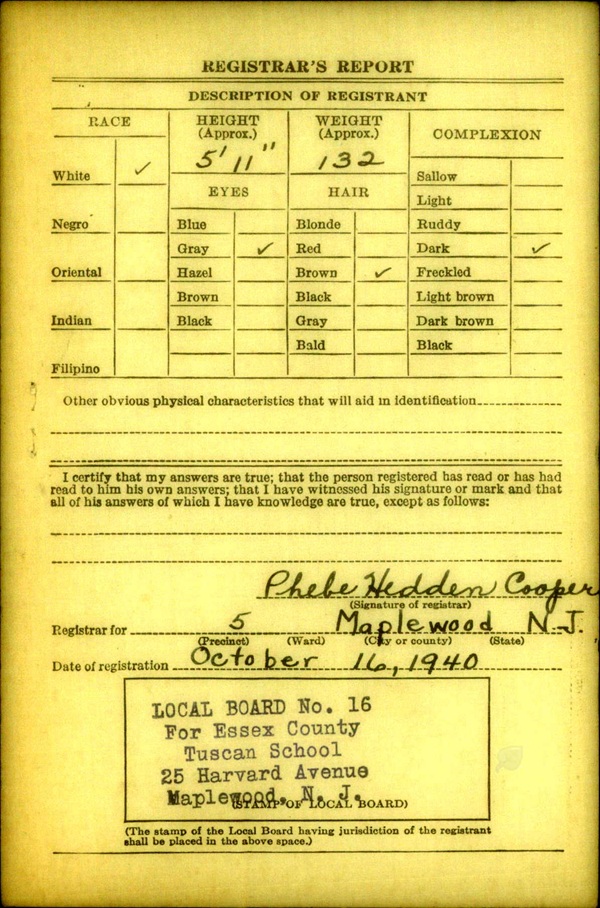 REGISTRAR'S REPORT
DESCRIPTION OF REGISTRANT
RACE
HEIGHT
(Approx.)
WEIGHT
(Approx.)
COMPLEXION
5' 11"
132
White ✓
EYES
HAIR
Sallow
Light
Negro
Blue
Blonde
Ruddy
Gray ✓
Red
Dark ✓
Oriental
Hazel
Brown ✓
Freckled
Brown
Black
Light brown
Indian
Black
Gray
Dark brown
Bald
Black
Filipino
Other obvious physical characteristics that will aid in identification
I certify that my answers are true; that the person registered has read or has had
read to him his own answers; that I have witnessed his signature or mark and that
all of his answers of which I have knowledge are true, except as follows:
Phebe Hedden Cooper
(Signature of registrar)
Registrar for 5 Maplewood N.J.
(Precinct) (Ward) (City or county) (State)
Date of registration October 16, 1940
LOCAL BOARD No. 16
For Essex County
Tuscan School
25 Harvard Avenue
Maplewood, N. J.
(STAMP OF LOCAL BOARD)
(The stamp of the Local Board having jurisdiction of the registrant
shall be placed in the above space.)